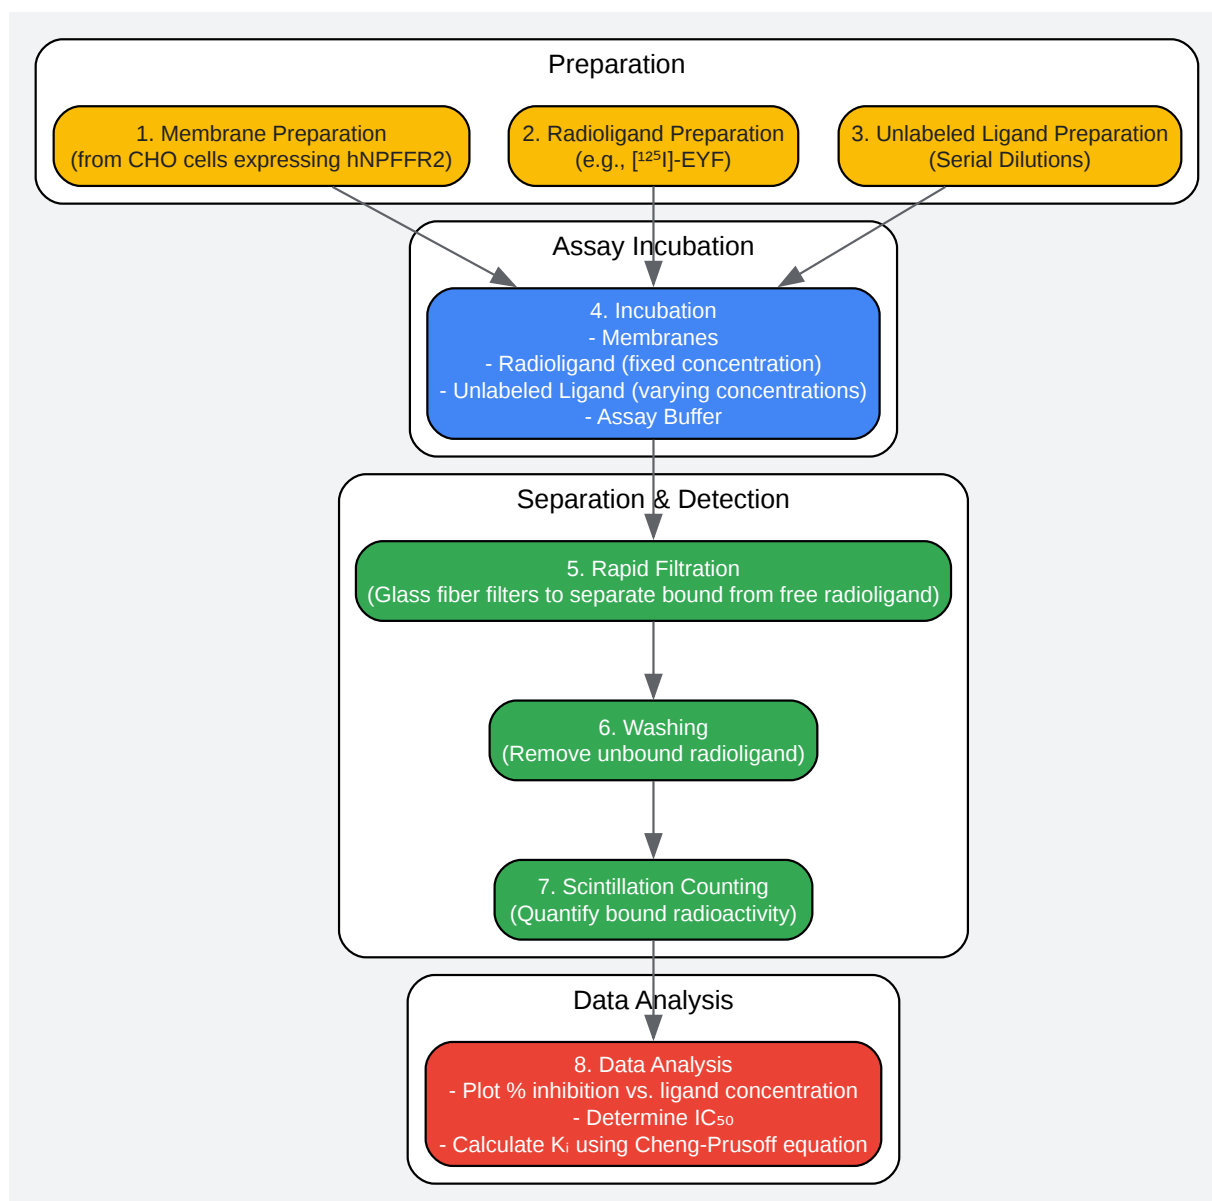 Preparation
1. Membrane Preparation
(from CHO cells expressing hNPFFR2)
2. Radioligand Preparation
(e.g., [¹²⁵I]-EYF)
3. Unlabeled Ligand Preparation
(Serial Dilutions)
Assay Incubation
4. Incubation
- Membranes
- Radioligand (fixed concentration)
- Unlabeled Ligand (varying concentrations)
- Assay Buffer
Separation & Detection
5. Rapid Filtration
(Glass fiber filters to separate bound from free radioligand)
6. Washing
(Remove unbound radioligand)
7. Scintillation Counting
(Quantify bound radioactivity)
Data Analysis
8. Data Analysis
- Plot % inhibition vs. ligand concentration
- Determine IC₅₀
- Calculate Kᵢ using Cheng-Prusoff equation